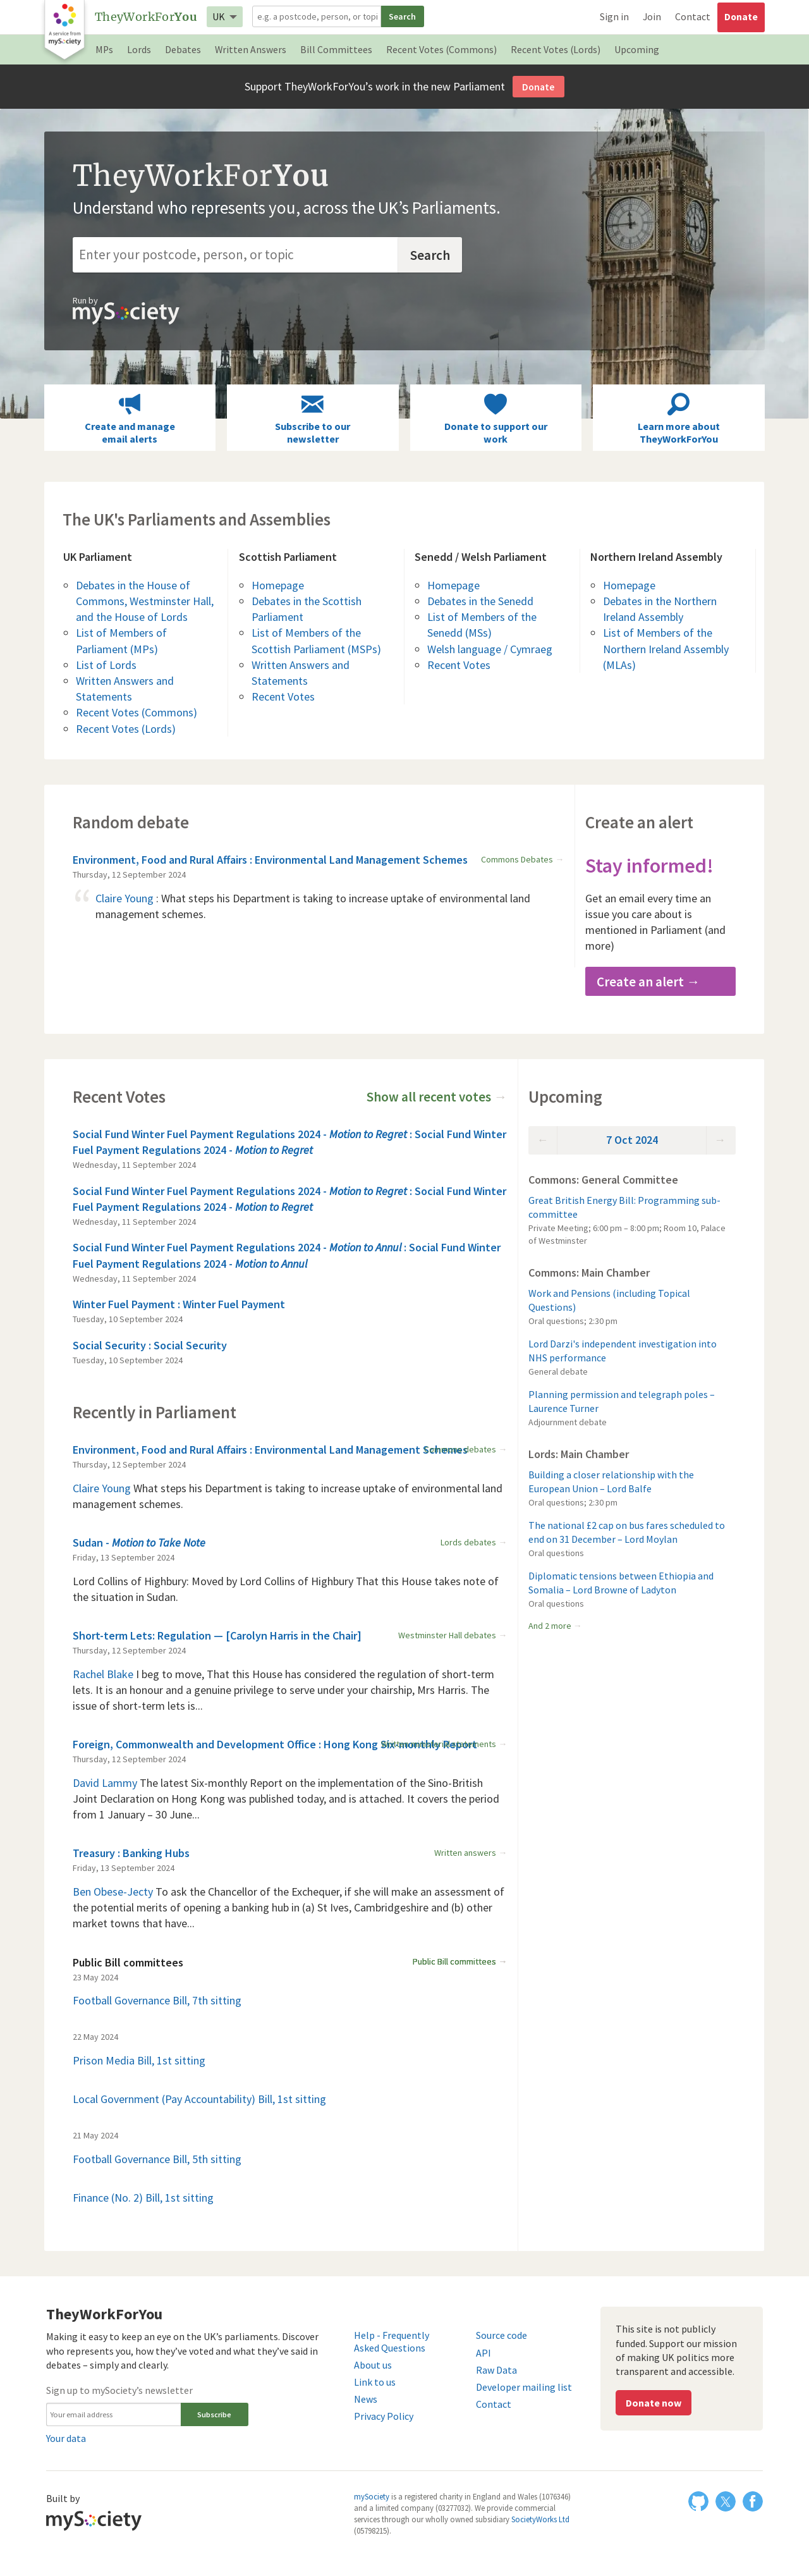 A service from
mySociety
TheyWorkForYou
UK
e.g. a postcode, person, or topi
Search
Sign in
Join
Contact
Donate
MPs
Lords
Debates
Written Answers
Bill Committees
Recent Votes (Commons)
Recent Votes (Lords)
Upcoming
Support TheyWorkForYou’s work in the new Parliament
Donate
TheyWorkForYou
Understand who represents you, across the UK’s Parliaments.
Enter your postcode, person, or topic
Search
Run by
mySociety
Create and manage
email alerts
Subscribe to our
newsletter
Donate to support our
work
Learn more about
TheyWorkForYou
The UK's Parliaments and Assemblies
UK Parliament
Debates in the House of
Commons, Westminster Hall,
and the House of Lords
List of Members of
Parliament (MPs)
List of Lords
Written Answers and
Statements
Recent Votes (Commons)
Recent Votes (Lords)
Scottish Parliament
Homepage
Debates in the Scottish
Parliament
List of Members of the
Scottish Parliament (MSPs)
Written Answers and
Statements
Recent Votes
Senedd / Welsh Parliament
Homepage
Debates in the Senedd
List of Members of the
Senedd (MSs)
Welsh language / Cymraeg
Recent Votes
Northern Ireland Assembly
Homepage
Debates in the Northern
Ireland Assembly
List of Members of the
Northern Ireland Assembly
(MLAs)
Random debate
Environment, Food and Rural Affairs : Environmental Land Management Schemes
Commons Debates →
Thursday, 12 September 2024
“ Claire Young : What steps his Department is taking to increase uptake of environmental land
management schemes.
Create an alert
Stay informed!
Get an email every time an
issue you care about is
mentioned in Parliament (and
more)
Create an alert →
Recent Votes
Show all recent votes →
Social Fund Winter Fuel Payment Regulations 2024 - Motion to Regret : Social Fund Winter
Fuel Payment Regulations 2024 - Motion to Regret
Wednesday, 11 September 2024
Social Fund Winter Fuel Payment Regulations 2024 - Motion to Regret : Social Fund Winter
Fuel Payment Regulations 2024 - Motion to Regret
Wednesday, 11 September 2024
Social Fund Winter Fuel Payment Regulations 2024 - Motion to Annul : Social Fund Winter
Fuel Payment Regulations 2024 - Motion to Annul
Wednesday, 11 September 2024
Winter Fuel Payment : Winter Fuel Payment
Tuesday, 10 September 2024
Social Security : Social Security
Tuesday, 10 September 2024
Recently in Parliament
Environment, Food and Rural Affairs : Environmental Land Management Schemes
debates →
Thursday, 12 September 2024
Claire Young What steps his Department is taking to increase uptake of environmental land
management schemes.
Sudan - Motion to Take Note
Lords debates →
Friday, 13 September 2024
Lord Collins of Highbury: Moved by Lord Collins of Highbury That this House takes note of
the situation in Sudan.
Short-term Lets: Regulation — [Carolyn Harris in the Chair]
Westminster Hall debates →
Thursday, 12 September 2024
Rachel Blake I beg to move, That this House has considered the regulation of short-term
lets. It is an honour and a genuine privilege to serve under your chairship, Mrs Harris. The
issue of short-term lets is...
Foreign, Commonwealth and Development Office : Hong Kong Six-monthly Report
Thursday, 12 September 2024
David Lammy The latest Six-monthly Report on the implementation of the Sino-British
Joint Declaration on Hong Kong was published today, and is attached. It covers the period
from 1 January – 30 June...
Treasury : Banking Hubs
Written answers →
Friday, 13 September 2024
Ben Obese-Jecty To ask the Chancellor of the Exchequer, if she will make an assessment of
the potential merits of opening a banking hub in (a) St Ives, Cambridgeshire and (b) other
market towns that have...
Public Bill committees
Public Bill committees →
23 May 2024
Football Governance Bill, 7th sitting
22 May 2024
Prison Media Bill, 1st sitting
Local Government (Pay Accountability) Bill, 1st sitting
21 May 2024
Football Governance Bill, 5th sitting
Finance (No. 2) Bill, 1st sitting
Upcoming
← 7 Oct 2024 →
Commons: General Committee
Great British Energy Bill: Programming sub-
committee
Private Meeting; 6:00 pm – 8:00 pm; Room 10, Palace
of Westminster
Commons: Main Chamber
Work and Pensions (including Topical
Questions)
Oral questions; 2:30 pm
Lord Darzi's independent investigation into
NHS performance
General debate
Planning permission and telegraph poles –
Laurence Turner
Adjournment debate
Lords: Main Chamber
Building a closer relationship with the
European Union – Lord Balfe
Oral questions; 2:30 pm
The national £2 cap on bus fares scheduled to
end on 31 December – Lord Moylan
Oral questions
Diplomatic tensions between Ethiopia and
Somalia – Lord Browne of Ladyton
Oral questions
And 2 more →
TheyWorkForYou
Making it easy to keep an eye on the UK’s parliaments. Discover
who represents you, how they’ve voted and what they’ve said in
debates – simply and clearly.
Sign up to mySociety’s newsletter
Your email address
Subscribe
Your data
Help - Frequently
Asked Questions
About us
Link to us
News
Privacy Policy
Source code
API
Raw Data
Developer mailing list
Contact
This site is not publicly
funded. Support our mission
of making UK politics more
transparent and accessible.
Donate now
Built by
mySociety
mySociety is a registered charity in England and Wales (1076346)
and a limited company (03277032). We provide commercial
services through our wholly owned subsidiary SocietyWorks Ltd
(05798215).